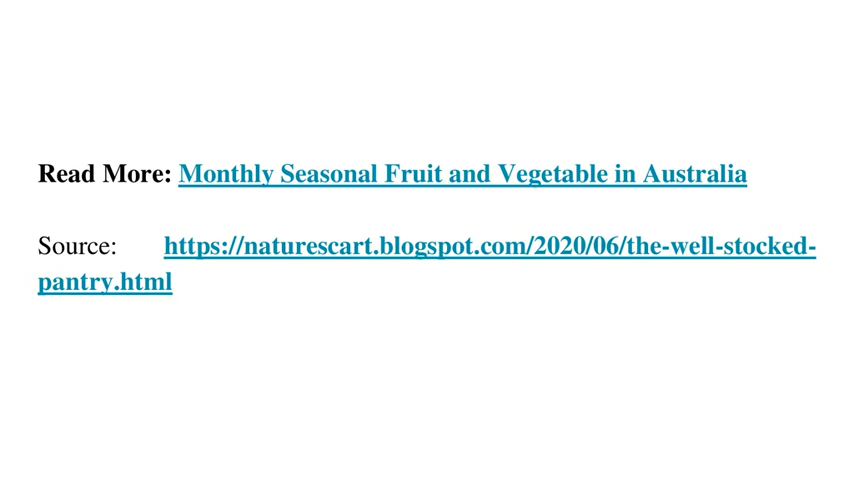 Read More: Monthly Seasonal Fruit and Vegetable in Australia
Source: https://naturescart.blogspot.com/2020/06/the-well-stocked-
pantry.html